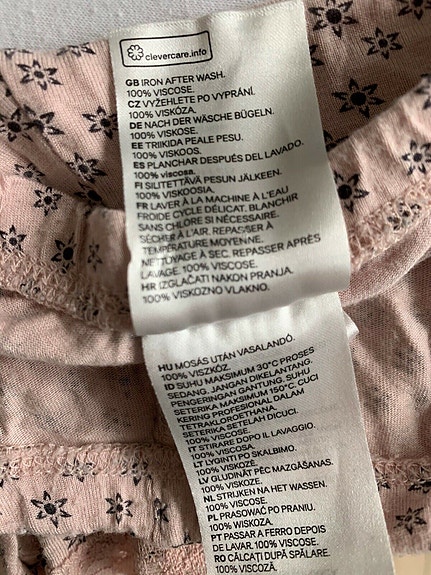 clevercare.info
GB IRON AFTER WASH.
100% VISCOSE.
CZ VYŽEHLETE PO VYPRÁNÍ.
100% VISKÓZA.
DE NACH DER WÄSCHE BÜGELN.
100% VISKOSE.
EE TRIIKIDA PEALE PESU.
100% VISKOOS.
ES PLANCHAR DESPUÉS DEL LAVADO.
100% viscosa.
FI SILITETTÄVÄ PESUN JÄLKEEN.
100% VISKOOSIA.
FR LAVER À LA MACHINE À L'EAU
FROIDE CYCLE DÉLICAT. BLANCHIR
SANS CHLORE SI NÉCESSAIRE.
SÉCHER À L'AIR. REPASSER À
TEMPÉRATURE MOYENNE.
NETTOYAGE À SEC. REPASSER APRÈS
LAVAGE. 100% VISCOSE.
HR IZGLAČATI NAKON PRANJA.
100% VISKOZNO VLAKNO.
HU MOSÁS UTÁN VASALANDÓ.
100% VISZKÓZ.
ID SUHU MAKSIMUM 30°C PROSES
SEDANG. JANGAN DIKELANTANG.
PENGERINGAN GANTUNG. SUHU
SETERIKA MAKSIMUM 150°C. CUCI
KERING PROFESIONAL DALAM
TETRAKLOROETHANA.
SETERIKA SETELAH DICUCI.
100% VISCOSE.
IT STIRARE DOPO IL LAVAGGIO.
100% VISCOSA.
LT LYGINTI PO SKALBIMO.
100% VISKOZĖ.
LV GLUDINĀT PĒC MAZGĀŠANAS.
100% VISKOZE.
NL STRIJKEN NA HET WASSEN.
100% VISCOSE.
PL PRASOWAĆ PO PRANIU.
100% WISKOZA.
PT PASSAR A FERRO DEPOIS
DE LAVAR. 100% VISCOSE.
RO CĂLCAȚI DUPĂ SPĂLARE.
100% VISCOZĂ.